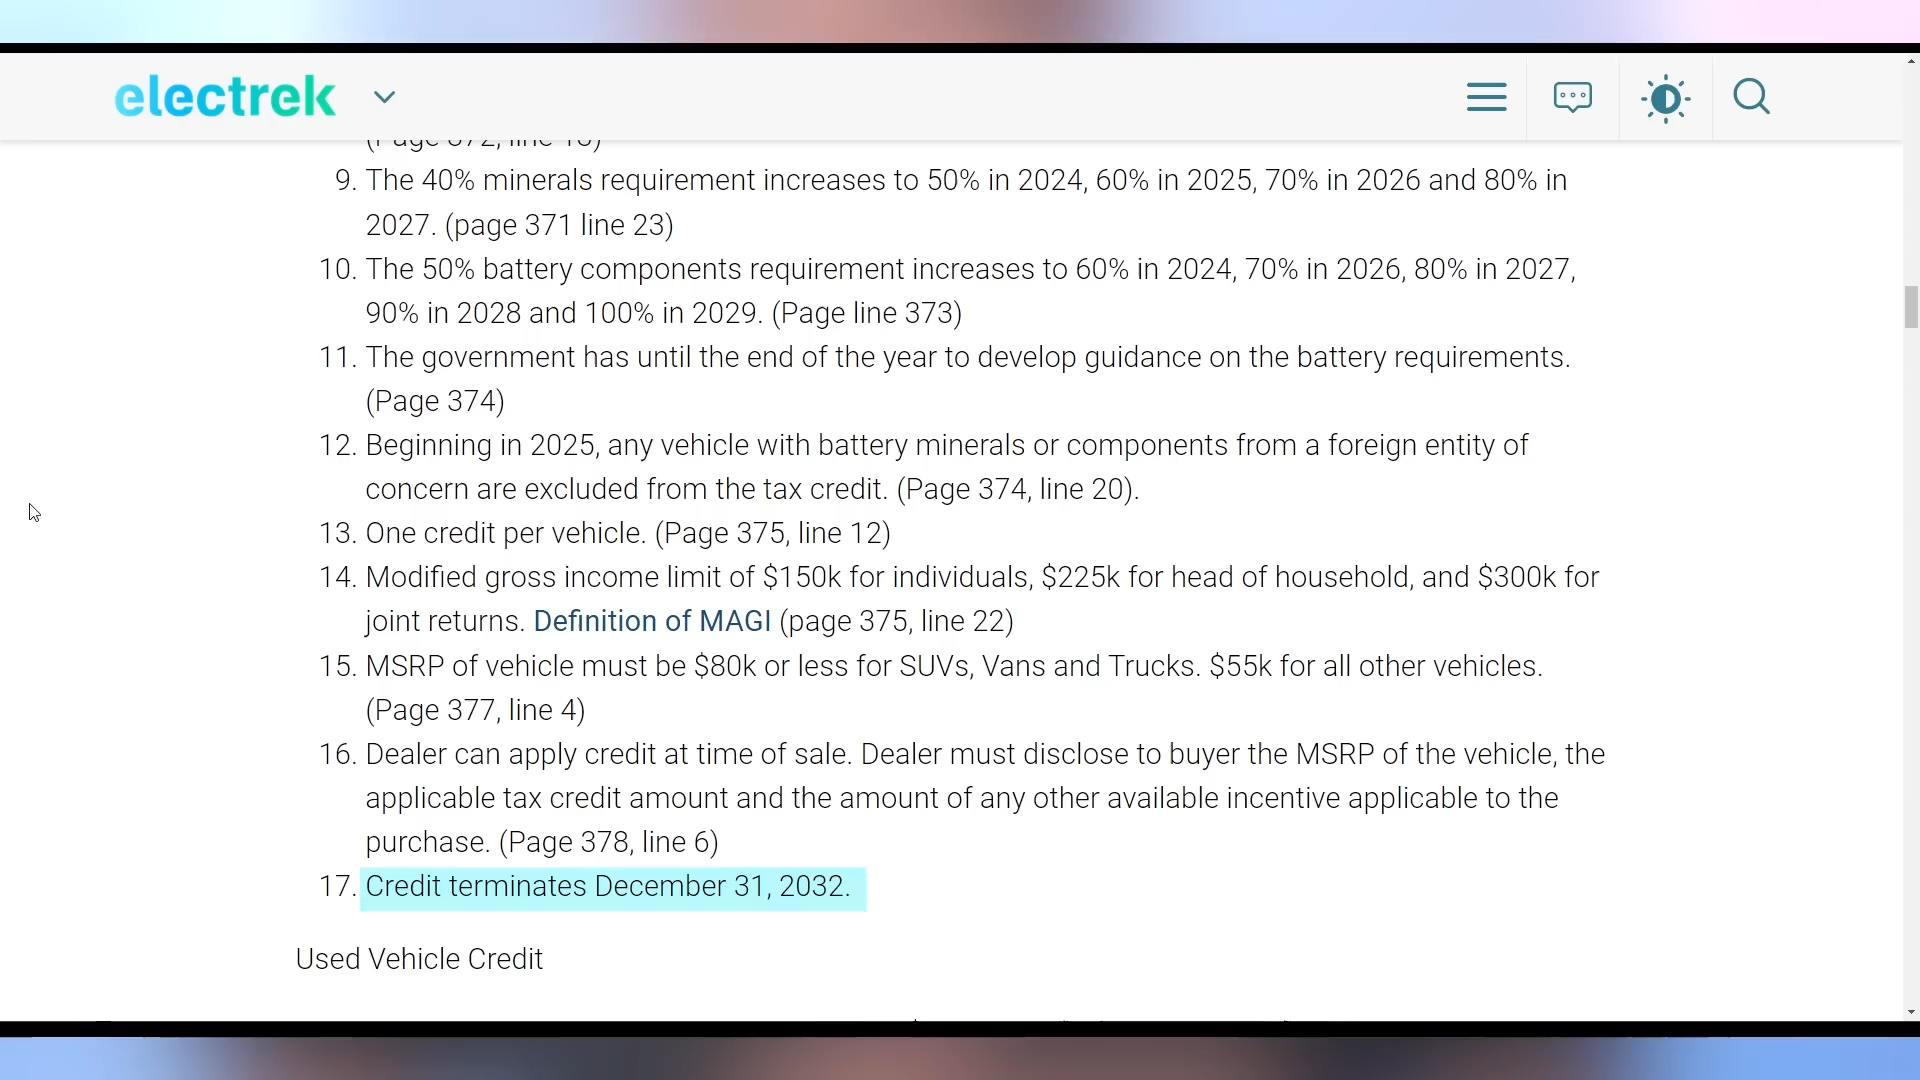 electrek
9. The 40% minerals requirement increases to 50% in 2024, 60% in 2025, 70% in 2026 and 80% in
2027. (page 371 line 23)
10. The 50% battery components requirement increases to 60% in 2024, 70% in 2026, 80% in 2027,
90% in 2028 and 100% in 2029. (Page line 373)
11. The government has until the end of the year to develop guidance on the battery requirements.
(Page 374)
12. Beginning in 2025, any vehicle with battery minerals or components from a foreign entity of
concern are excluded from the tax credit. (Page 374, line 20).
13. One credit per vehicle. (Page 375, line 12)
14. Modified gross income limit of $150k for individuals, $225k for head of household, and $300k for
joint returns. Definition of MAGI (page 375, line 22)
15. MSRP of vehicle must be $80k or less for SUVs, Vans and Trucks. $55k for all other vehicles.
(Page 377, line 4)
16. Dealer can apply credit at time of sale. Dealer must disclose to buyer the MSRP of the vehicle, the
applicable tax credit amount and the amount of any other available incentive applicable to the
purchase. (Page 378, line 6)
17. Credit terminates December 31, 2032.
Used Vehicle Credit